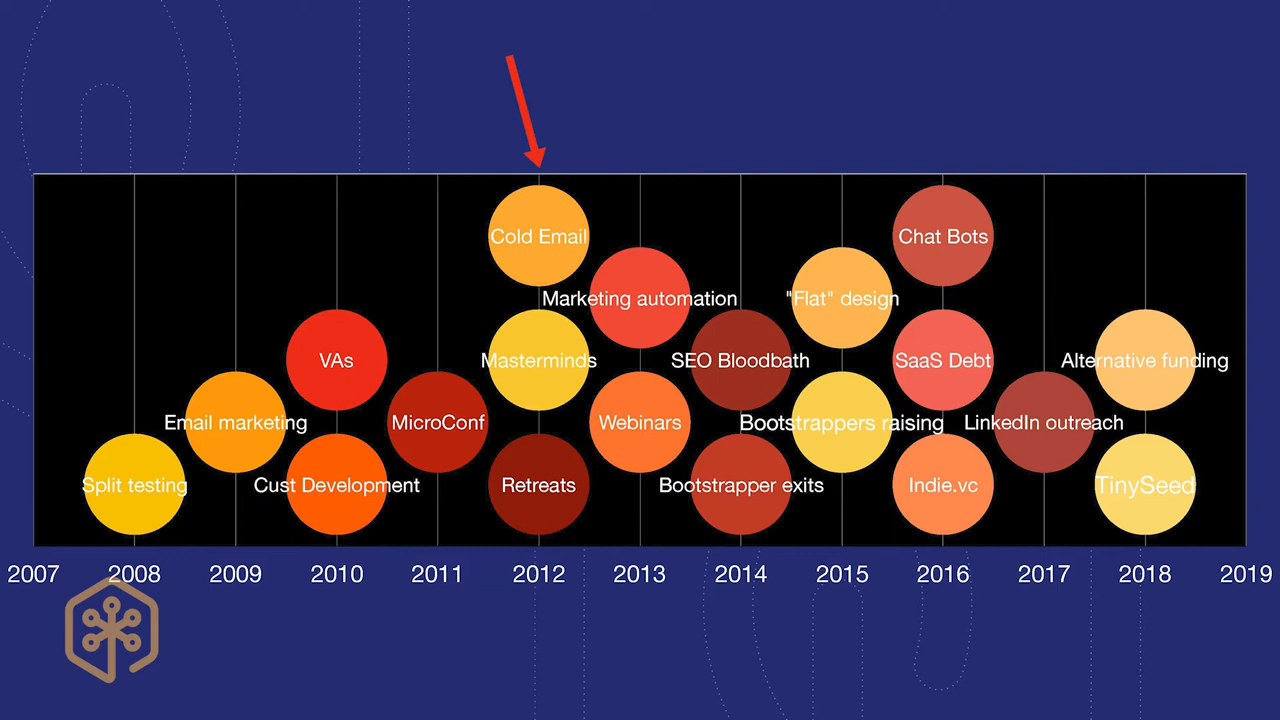 Cold Email
Chat Bots
Marketing automation
"Flat" design
VAs
Masterminds
SEO Bloodbath
SaaS Debt
Alternative funding
Email marketing
MicroConf
Webinars
Bootstrappers raising
LinkedIn outreach
Split testing
Cust Development
Retreats
Bootstrapper exits
Indie.vc
TinySeed
2007 2008 2009 2010 2011 2012 2013 2014 2015 2016 2017 2018 2019